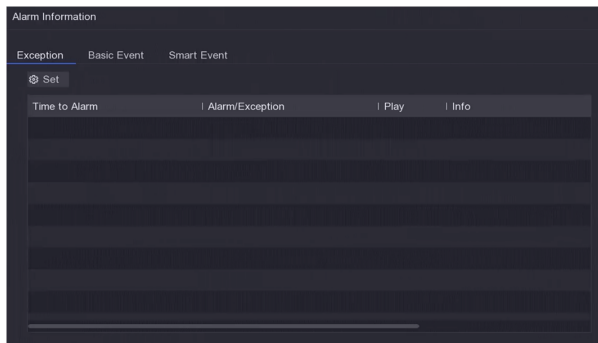 Alarm Information
Exception Basic Event Smart Event
Set
Time to Alarm Alarm/Exception Play Info